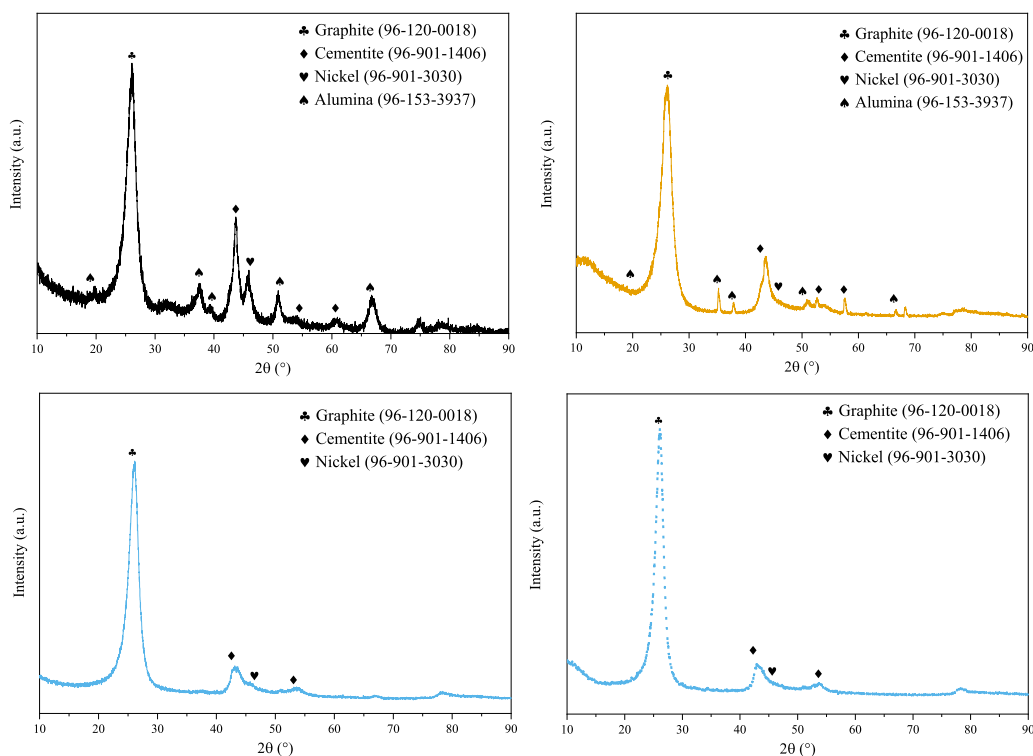 ♣ Graphite (96-120-0018)
♦ Cementite (96-901-1406)
♥ Nickel (96-901-3030)
♠ Alumina (96-153-3937)
Intensity (a.u.)
10 20 30 40 50 60 70 80 90
2θ (°)
♣ Graphite (96-120-0018)
♦ Cementite (96-901-1406)
♥ Nickel (96-901-3030)
♠ Alumina (96-153-3937)
Intensity (a.u.)
10 20 30 40 50 60 70 80 90
2θ (°)
♣ Graphite (96-120-0018)
♦ Cementite (96-901-1406)
♥ Nickel (96-901-3030)
Intensity (a.u.)
10 20 30 40 50 60 70 80 90
2θ (°)
♣ Graphite (96-120-0018)
♦ Cementite (96-901-1406)
♥ Nickel (96-901-3030)
Intensity (a.u.)
10 20 30 40 50 60 70 80 90
2θ (°)